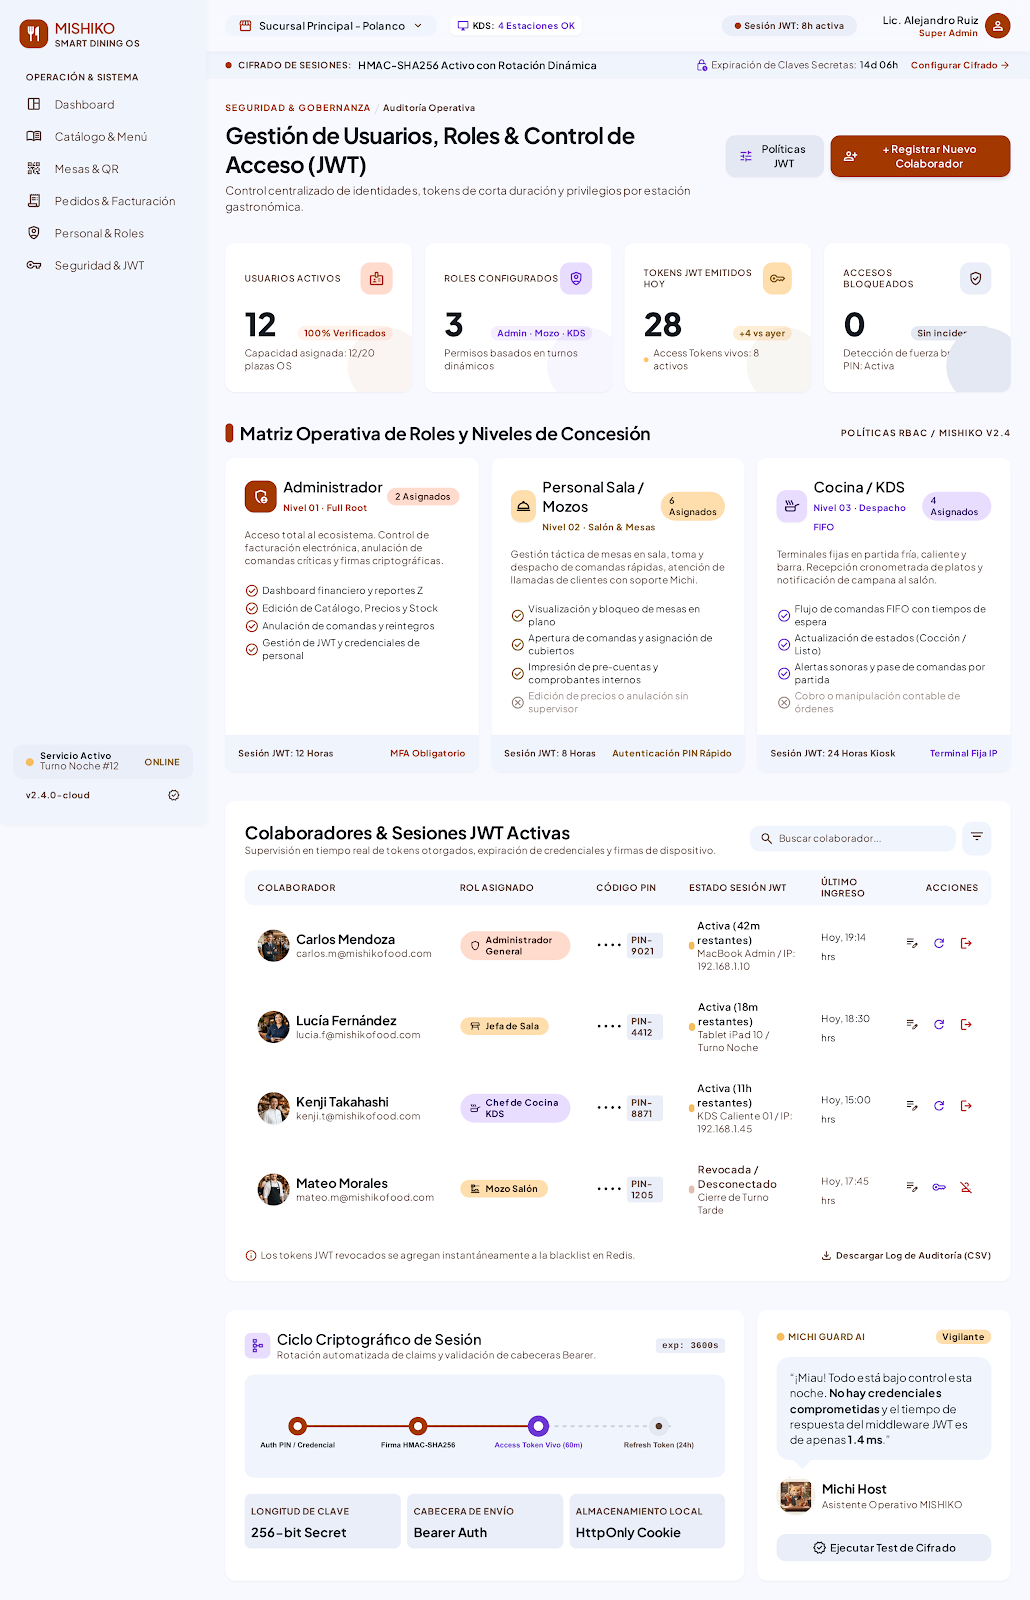 MISHIKO
SMART DINING OS
OPERACIÓN & SISTEMA
Dashboard
Catálogo & Menú
Mesas & QR
Pedidos & Facturación
Personal & Roles
Seguridad & JWT
Servicio Activo
Turno Noche #12
ONLINE
v2.4.0-cloud
Sucursal Principal - Polanco
KDS: 4 Estaciones OK
Sesión JWT: 8h activa
Lic. Alejandro Ruiz
Super Admin
CIFRADO DE SESIONES: HMAC-SHA256 Activo con Rotación Dinámica
Expiración de Claves Secretas: 14d 06h
Configurar Cifrado →
SEGURIDAD & GOBERNANZA / Auditoría Operativa
Gestión de Usuarios, Roles & Control de
Acceso (JWT)
Control centralizado de identidades, tokens de corta duración y privilegios por estación
gastronómica.
Políticas
JWT
+ Registrar Nuevo
Colaborador
USUARIOS ACTIVOS
12
100% Verificados
Capacidad asignada: 12/20
plazas OS
ROLES CONFIGURADOS
3
Admin · Mozo · KDS
Permisos basados en turnos
dinámicos
TOKENS JWT EMITIDOS
HOY
28
+4 vs ayer
Access Tokens vivos: 8
activos
ACCESOS
BLOQUEADOS
0
Sin
Detección de fuerza
PIN: Activa
Matriz Operativa de Roles y Niveles de Concesión
POLÍTICAS RBAC / MISHIKO V2.4
Administrador
Nivel 01 · Full Root
2 Asignados
Acceso total al ecosistema. Control de
facturación electrónica, anulación de
comandas críticas y firmas criptográficas.
Dashboard financiero y reportes Z
Edición de Catálogo, Precios y Stock
Anulación de comandas y reintegros
Gestión de JWT y credenciales de
personal
Sesión JWT: 12 Horas
MFA Obligatorio
Personal Sala /
Mozos
Nivel 02 · Salón & Mesas
6
Asignados
Gestión táctica de mesas en sala, toma y
despacho de comandas rápidas, atención de
llamadas de clientes con soporte Michi.
Visualización y bloqueo de mesas en
plano
Apertura de comandas y asignación de
cubiertos
Impresión de pre-cuentas y
comprobantes internos
Edición de precios o anulación sin
supervisor
Sesión JWT: 8 Horas
Autenticación PIN Rápido
Cocina / KDS
Nivel 03 · Despacho
FIFO
4
Asignados
Terminales fijas en partida fría, caliente y
barra. Recepción cronometrada de platos y
notificación de campana al salón.
Flujo de comandas FIFO con tiempos de
espera
Actualización de estados (Cocción /
Listo)
Alertas sonoras y pase de comandas por
partida
Cobro o manipulación contable de
órdenes
Sesión JWT: 24 Horas Kiosk
Terminal Fija IP
Colaboradores & Sesiones JWT Activas
Supervisión en tiempo real de tokens otorgados, expiración de credenciales y firmas de dispositivo.
Buscar colaborador...
COLABORADOR
ROL ASIGNADO
CÓDIGO PIN
ESTADO SESIÓN JWT
ÚLTIMO
INGRESO
ACCIONES
Carlos Mendoza
carlos.m@mishikofood.com
Administrador
General
•••• PIN-
9021
Activa (42m
restantes)
MacBook Admin / IP:
192.168.1.10
Hoy, 19:14
hrs
Lucía Fernández
lucia.f@mishikofood.com
Jefa de Sala
•••• PIN-
4412
Activa (18m
restantes)
Tablet iPad 10 /
Turno Noche
Hoy, 18:30
hrs
Kenji Takahashi
kenji.t@mishikofood.com
Chef de Cocina
KDS
•••• PIN-
8871
Activa (11h
restantes)
KDS Caliente 01 / IP:
192.168.1.45
Hoy, 15:00
hrs
Mateo Morales
mateo.m@mishikofood.com
Mozo Salón
•••• PIN-
1205
Revocada /
Desconectado
Cierre de Turno
Tarde
Hoy, 17:45
hrs
Los tokens JWT revocados se agregan instantáneamente a la blacklist en Redis.
Descargar Log de Auditoría (CSV)
Ciclo Criptográfico de Sesión
Rotación automatizada de claims y validación de cabeceras Bearer.
exp: 3600s
Auth PIN / Credencial
Firma HMAC-SHA256
Access Token Vivo (60m)
Refresh Token (24h)
LONGITUD DE CLAVE
256-bit Secret
CABECERA DE ENVÍO
Bearer Auth
ALMACENAMIENTO LOCAL
HttpOnly Cookie
MICHI GUARD AI
Vigilante
"¡Miau! Todo está bajo control esta
noche. No hay credenciales
comprometidas y el tiempo de
respuesta del middleware JWT es
de apenas 1.4 ms."
Michi Host
Asistente Operativo MISHIKO
Ejecutar Test de Cifrado